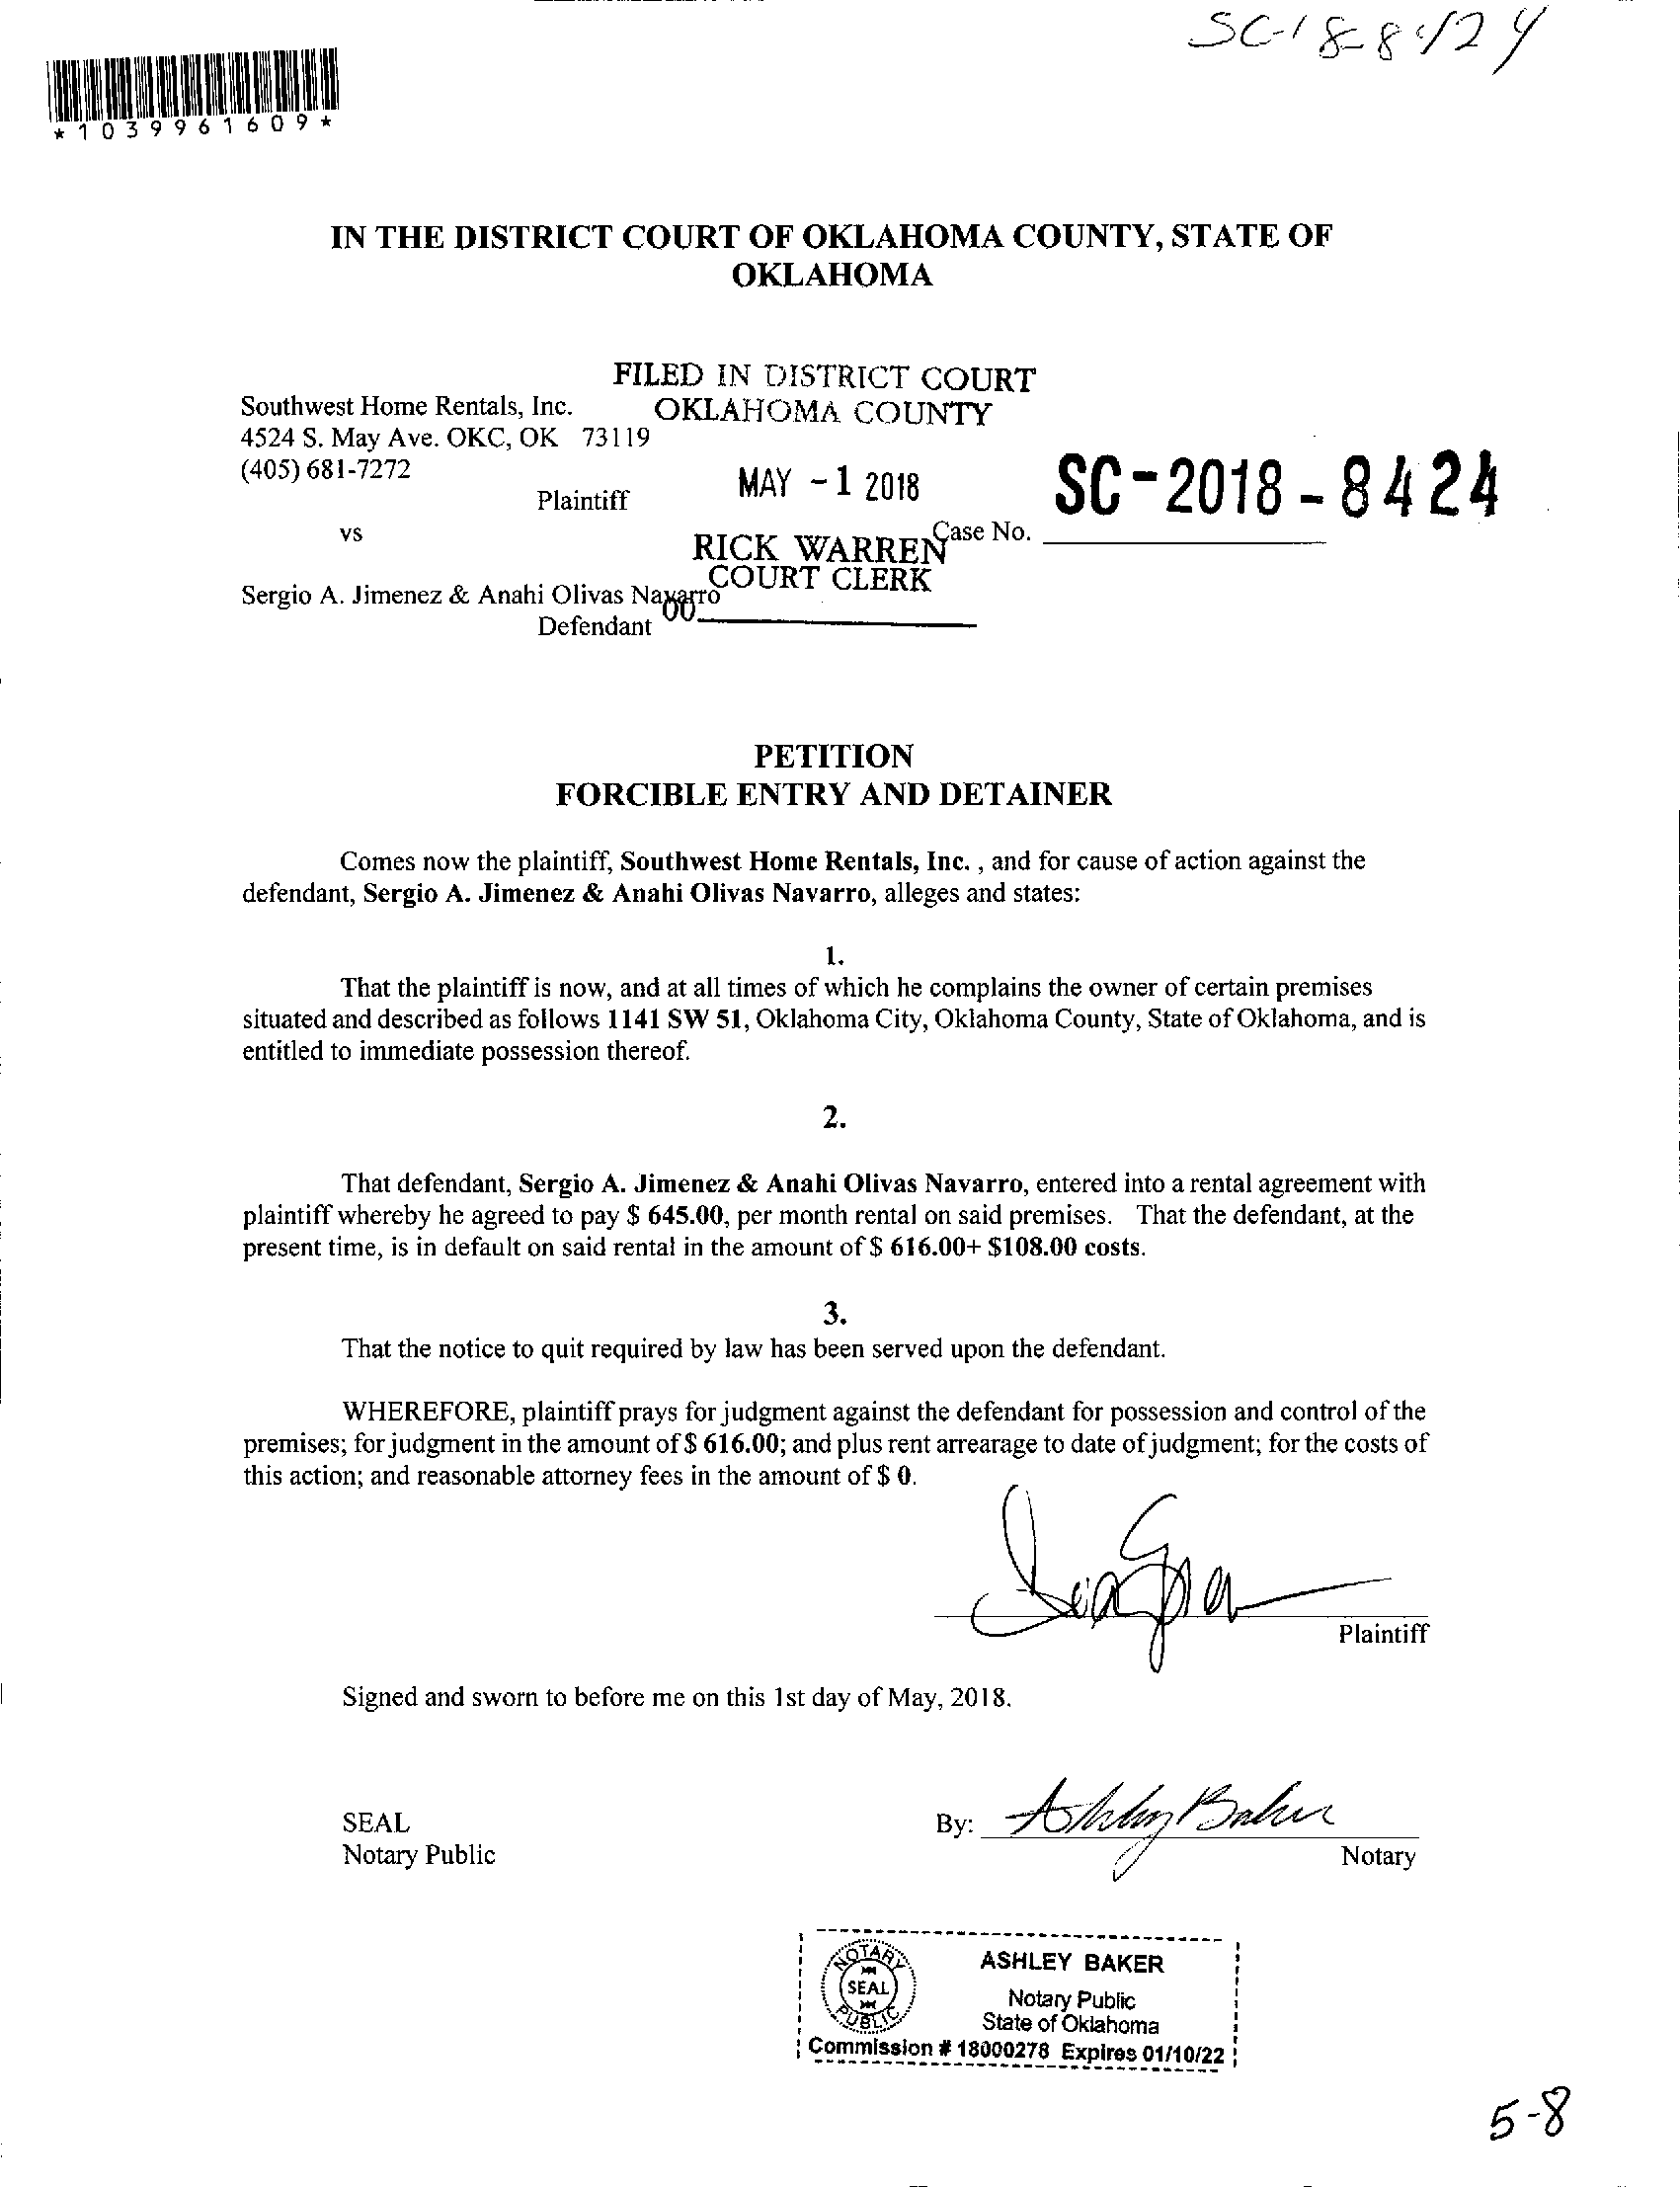 SC-18-8424
*1039961609*
IN THE DISTRICT COURT OF OKLAHOMA COUNTY, STATE OF
OKLAHOMA
FILED IN DISTRICT COURT
OKLAHOMA COUNTY
Southwest Home Rentals, Inc.
4524 S. May Ave. OKC, OK 73119
(405) 681-7272
Plaintiff
MAY - 1 2018
SC-2018-8424
vs
RICK WARREN
COURT CLERK
Case No.
Sergio A. Jimenez & Anahi Olivas Navarro
Defendant
PETITION
FORCIBLE ENTRY AND DETAINER
Comes now the plaintiff, Southwest Home Rentals, Inc. , and for cause of action against the
defendant, Sergio A. Jimenez & Anahi Olivas Navarro, alleges and states:
1.
That the plaintiff is now, and at all times of which he complains the owner of certain premises
situated and described as follows 1141 SW 51, Oklahoma City, Oklahoma County, State of Oklahoma, and is
entitled to immediate possession thereof.
2.
That defendant, Sergio A. Jimenez & Anahi Olivas Navarro, entered into a rental agreement with
plaintiff whereby he agreed to pay $ 645.00, per month rental on said premises. That the defendant, at the
present time, is in default on said rental in the amount of $ 616.00+ $108.00 costs.
3.
That the notice to quit required by law has been served upon the defendant.
WHEREFORE, plaintiff prays for judgment against the defendant for possession and control of the
premises; for judgment in the amount of $ 616.00; and plus rent arrearage to date of judgment; for the costs of
this action; and reasonable attorney fees in the amount of $ 0.
Plaintiff
Signed and sworn to before me on this 1st day of May, 2018.
SEAL
Notary Public
By: Ashley Baker
Notary
NOTARY
SEAL
PUBLIC
ASHLEY BAKER
Notary Public
State of Oklahoma
Commission # 18000278 Expires 01/10/22
5-8